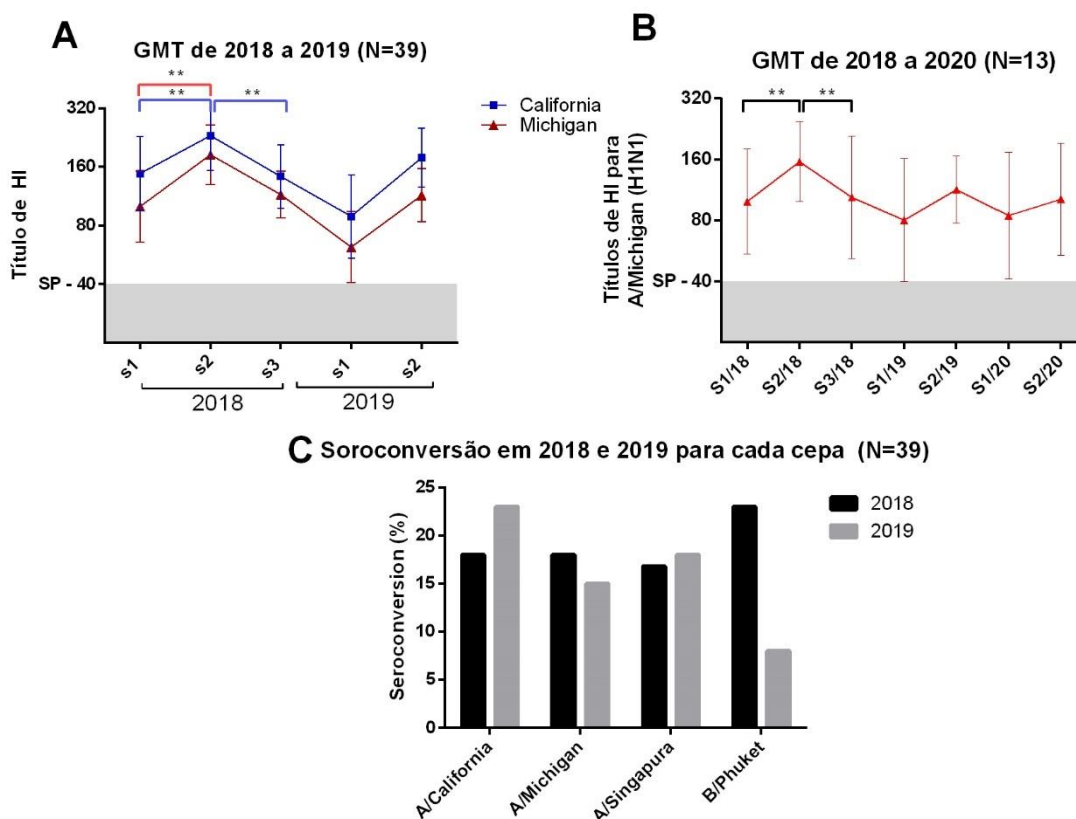 A
GMT de 2018 a 2019 (N=39)
**
** **
320
160
80
SP - 40
Título de HI
California
Michigan
s1 s2 s3 s1 s2
2018 2019
B
GMT de 2018 a 2020 (N=13)
** **
320
160
80
SP - 40
Títulos de HI para
A/Michigan (H1N1)
S1/18 S2/18 S3/18 S1/19 S2/19 S1/20 S2/20
C Soroconversão em 2018 e 2019 para cada cepa (N=39)
25
20
15
10
5
0
Seroconversion (%)
2018
2019
A/California A/Michigan A/Singapura B/Phuket